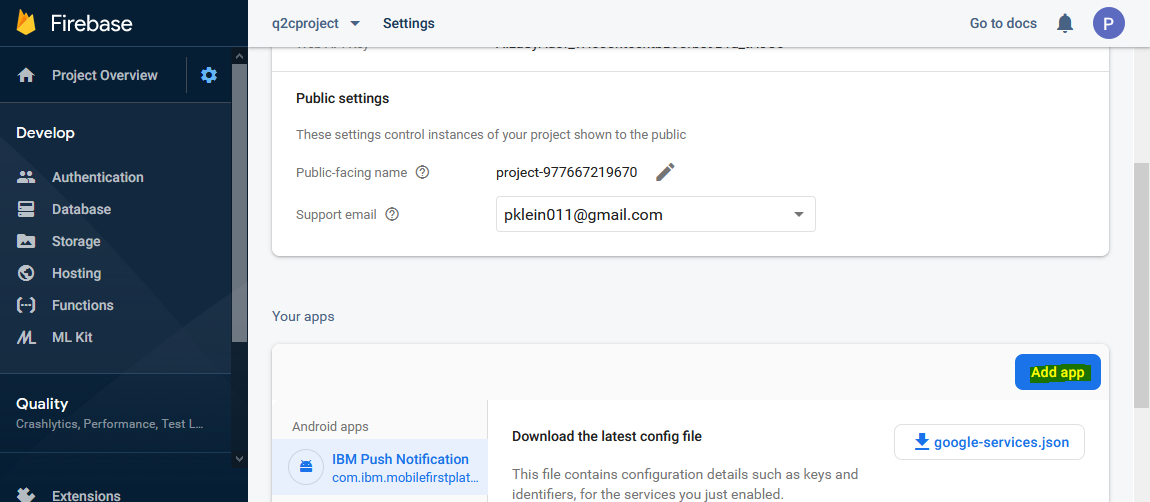 Firebase
q2cproject
Settings
Go to docs
P
Project Overview
Develop
Authentication
Database
Storage
Hosting
Functions
ML Kit
Quality
Crashlytics, Performance, Test L...
Extensions
Public settings
These settings control instances of your project shown to the public
Public-facing name ? project-977667219670
Support email ? pklein011@gmail.com
Your apps
Add app
Android apps
IBM Push Notification
com.ibm.mobilefirstplat...
Download the latest config file
google-services.json
This file contains configuration details such as keys and
identifiers, for the services you just enabled.